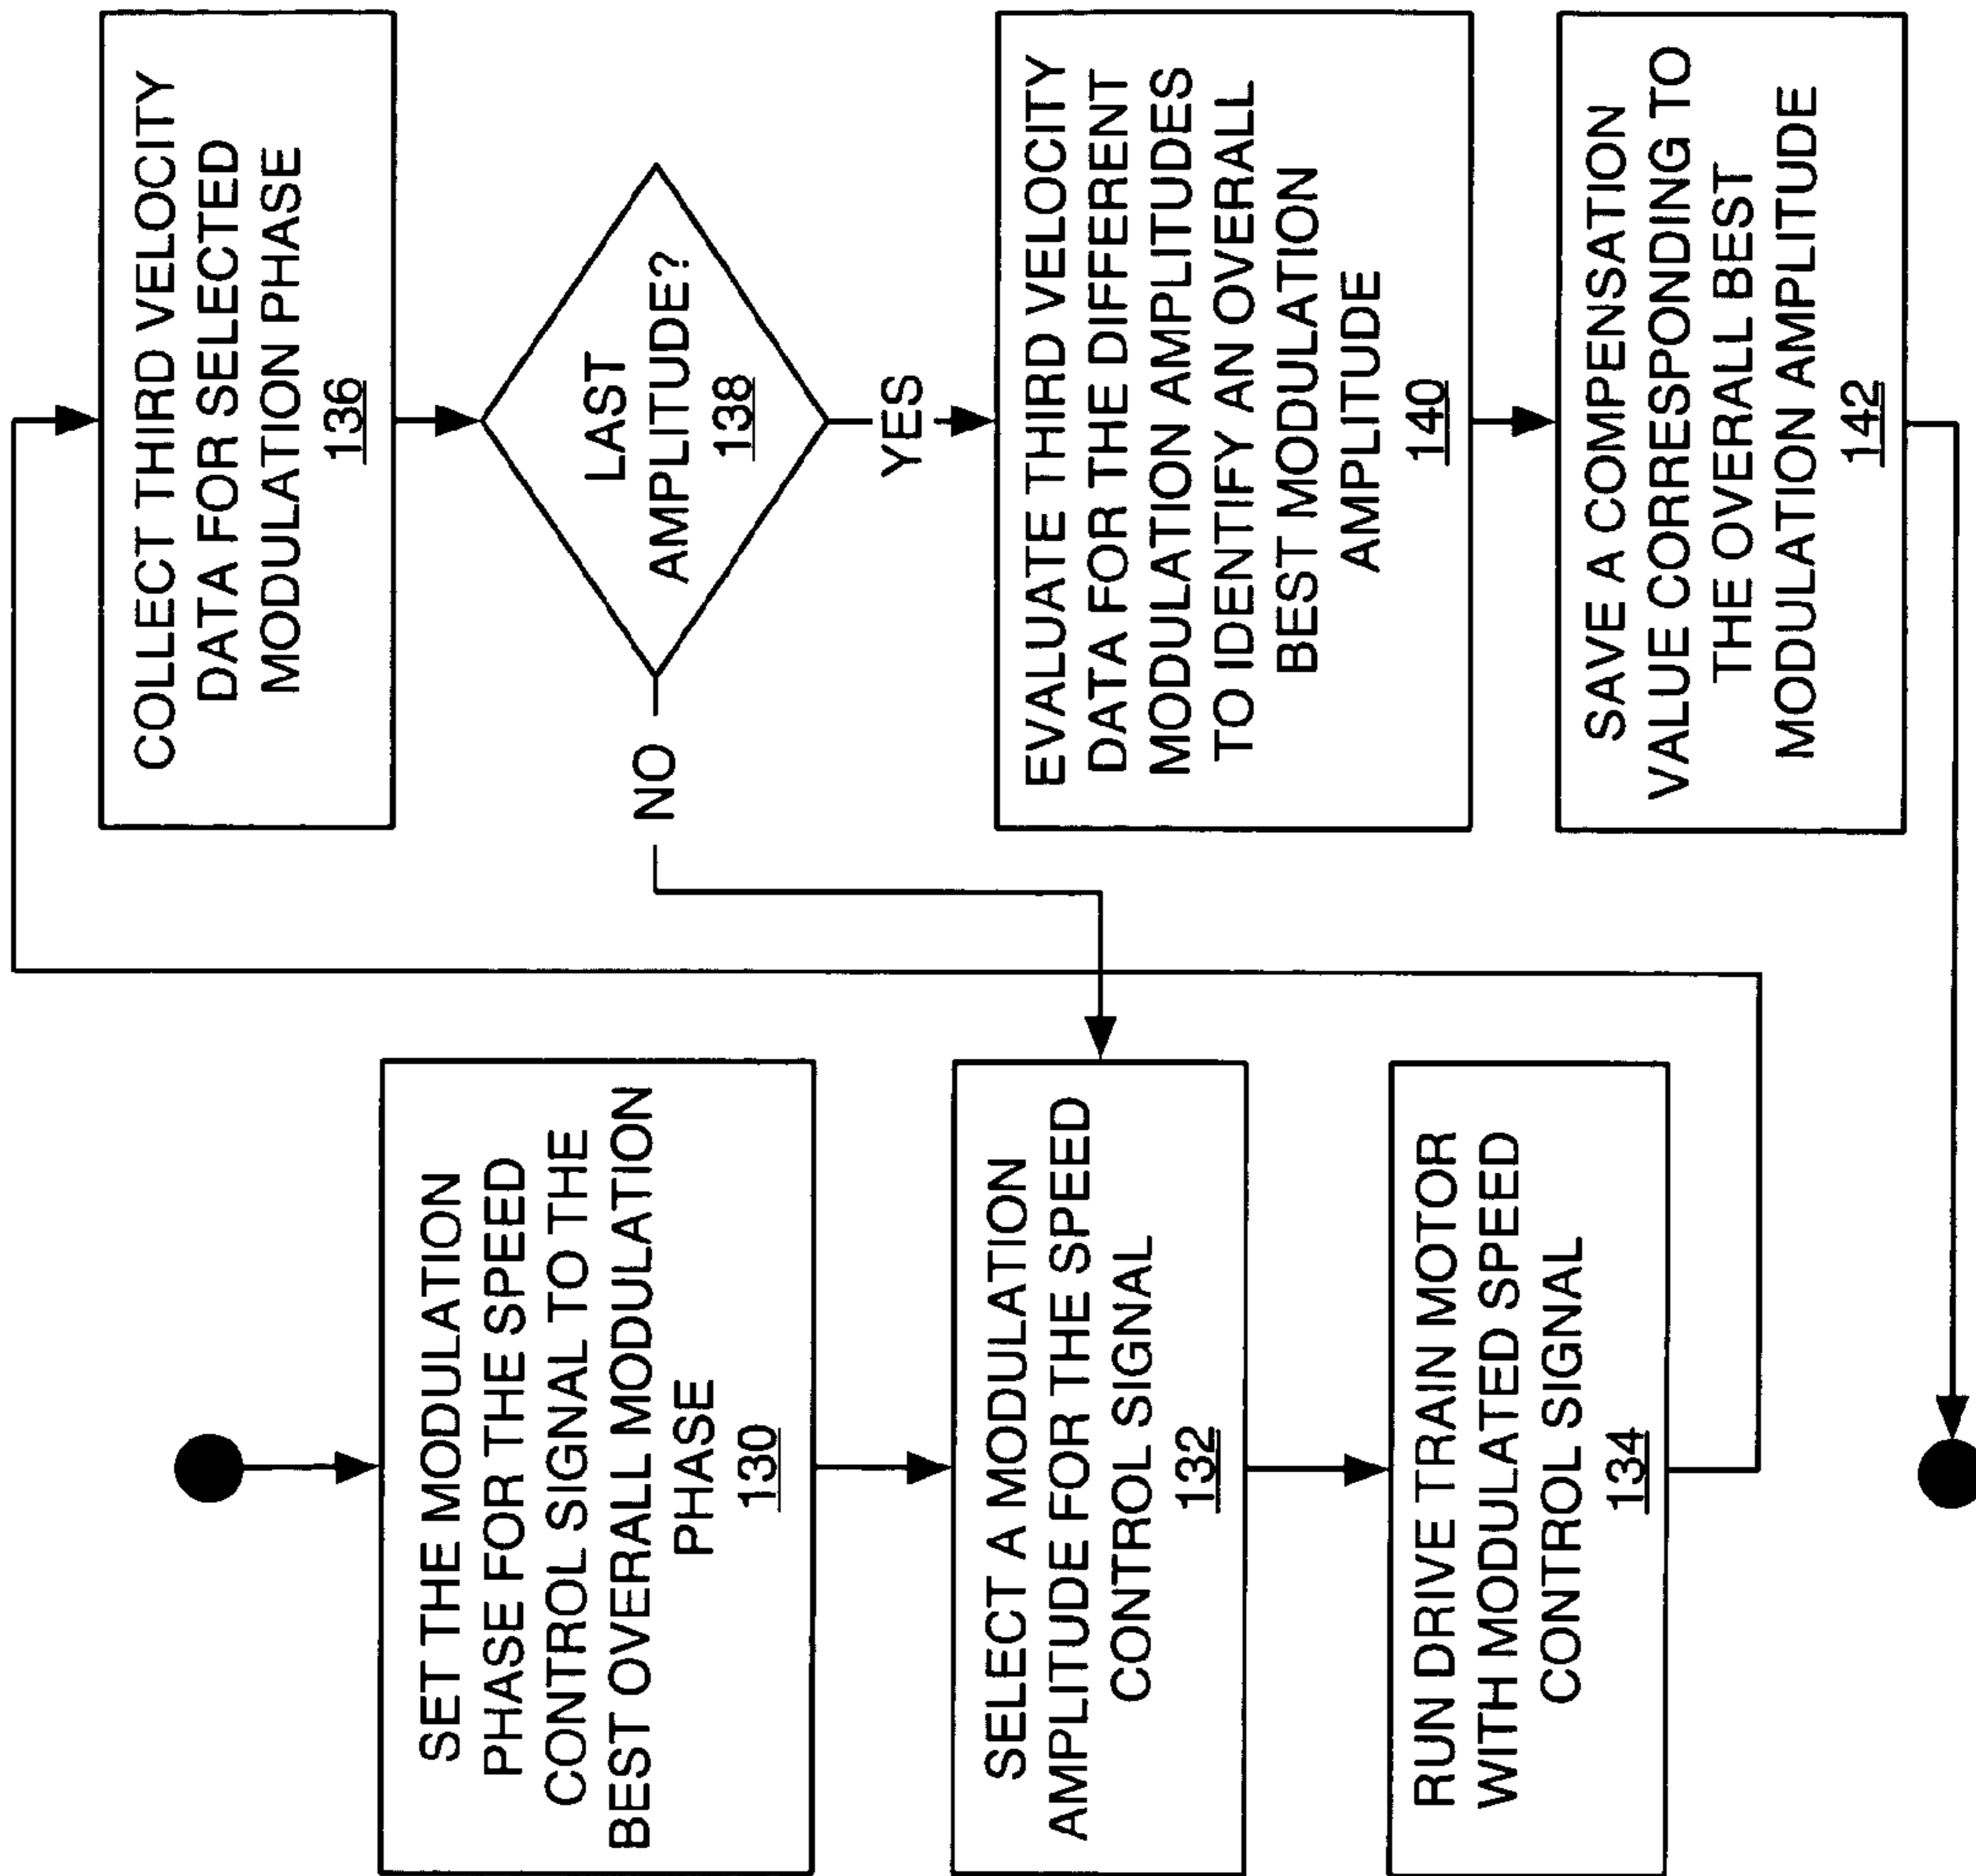 SET THE MODULATION
PHASE FOR THE SPEED
CONTROL SIGNAL TO THE
BEST OVERALL MODULATION
PHASE
130
SELECT A MODULATION
AMPLITUDE FOR THE SPEED
CONTROL SIGNAL
132
RUN DRIVE TRAIN MOTOR
WITH MODULATED SPEED
CONTROL SIGNAL
134
COLLECT THIRD VELOCITY
DATA FOR SELECTED
MODULATION PHASE
136
LAST
AMPLITUDE?
138
NO
YES
EVALUATE THIRD VELOCITY
DATA FOR THE DIFFERENT
MODULATION AMPLITUDES
TO IDENTIFY AN OVERALL
BEST MODULATION
AMPLITUDE
140
SAVE A COMPENSATION
VALUE CORRESPONDING TO
THE OVERALL BEST
MODULATION AMPLITUDE
142